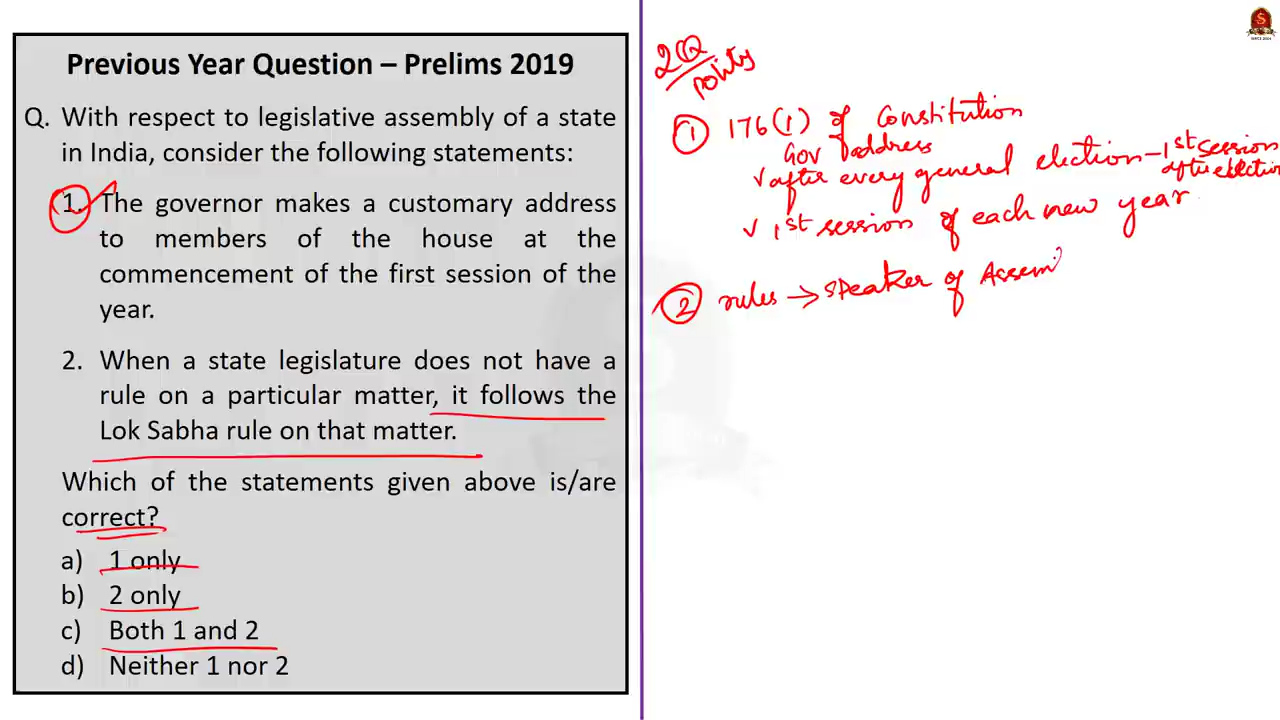 Previous Year Question – Prelims 2019
Q. With respect to legislative assembly of a state
in India, consider the following statements:
1. The governor makes a customary address
to members of the house at the
commencement of the first session of the
year.
2. When a state legislature does not have a
rule on a particular matter, it follows the
Lok Sabha rule on that matter.
Which of the statements given above is/are
correct?
a) 1 only
b) 2 only
c) Both 1 and 2
d) Neither 1 nor 2
2Q
polity
1 176(1) of Constitution
Gov address
✓after every general election – 1st session
after election
✓ 1st session of each new year
2 rules → speaker of Assem